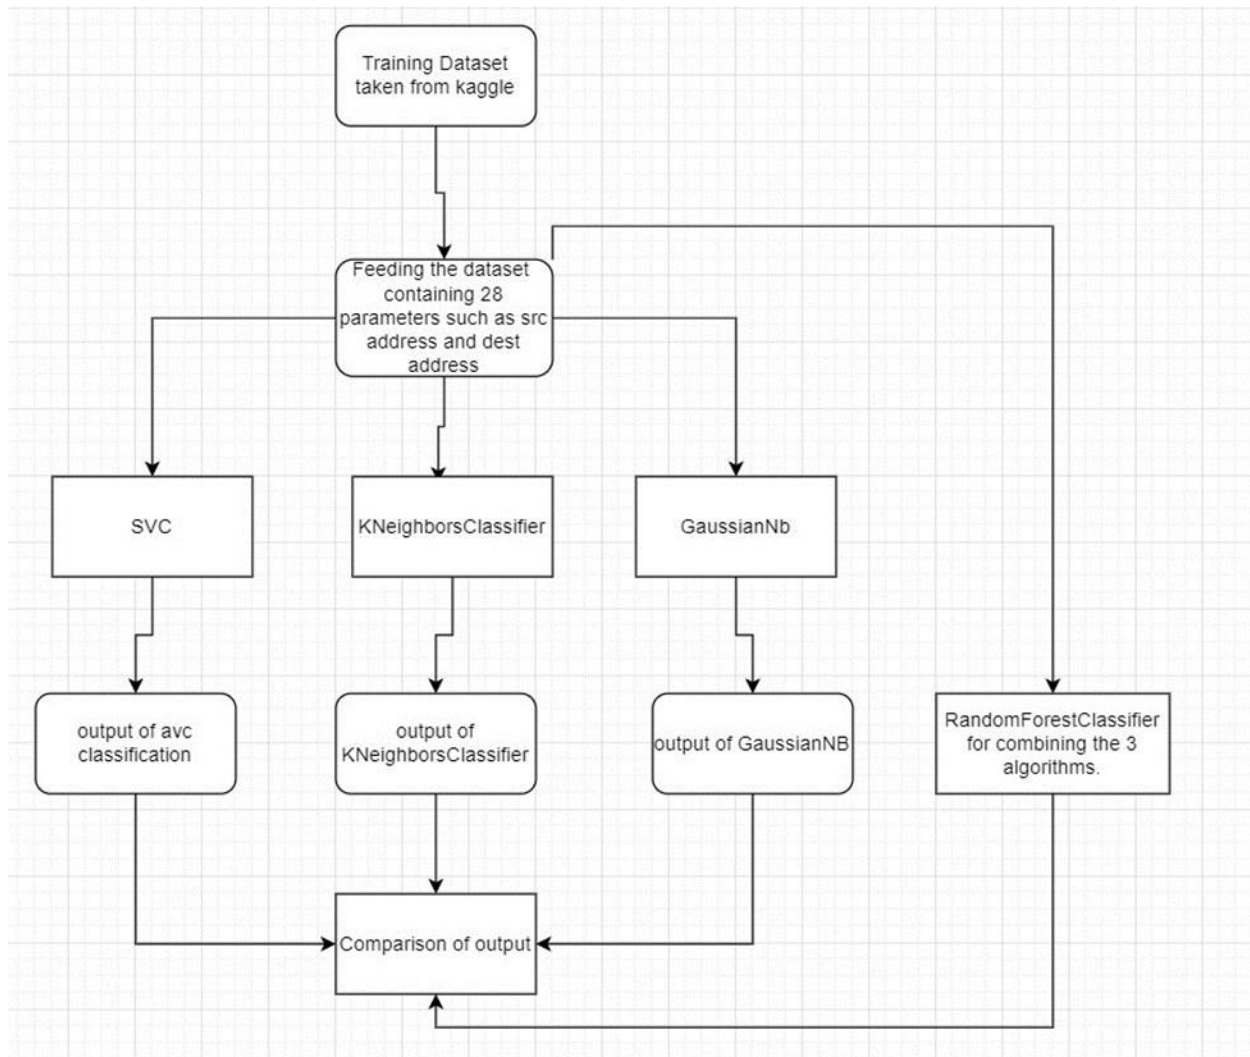 Training Dataset
taken from kaggle
Feeding the dataset
containing 28
parameters such as src
address and dest
address
SVC
KNeighborsClassifier
GaussianNb
output of avc
classification
output of
KNeighborsClassifier
output of GaussianNB
RandomForestClassifier
for combining the 3
algorithms.
Comparison of output